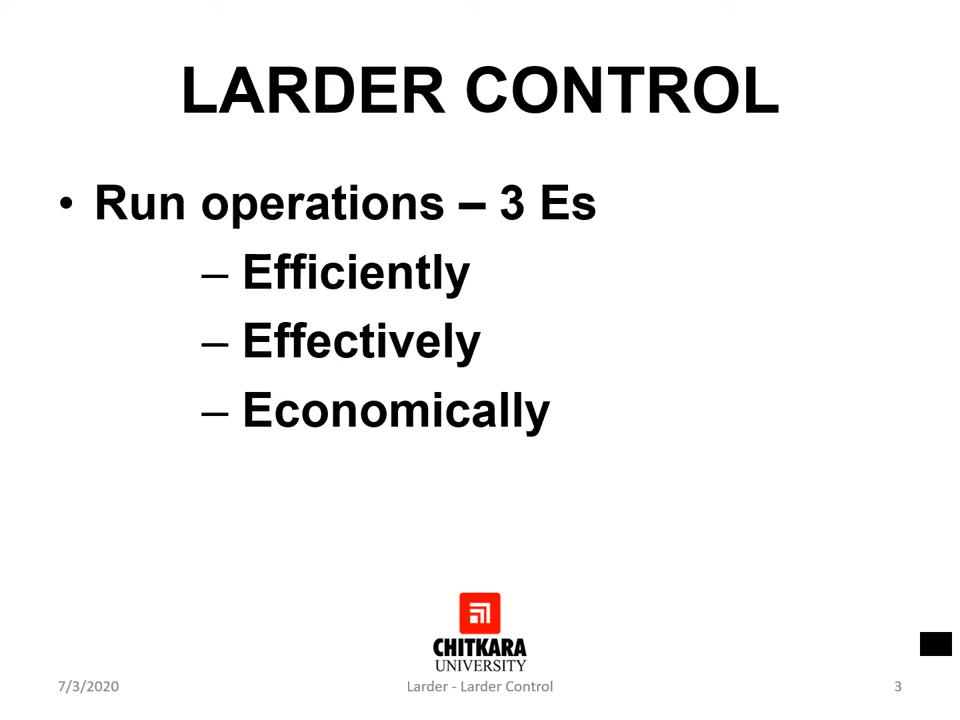 LARDER CONTROL
• Run operations – 3 Es
– Efficiently
– Effectively
– Economically
CHITKARA
UNIVERSITY
7/3/2020 Larder - Larder Control 3